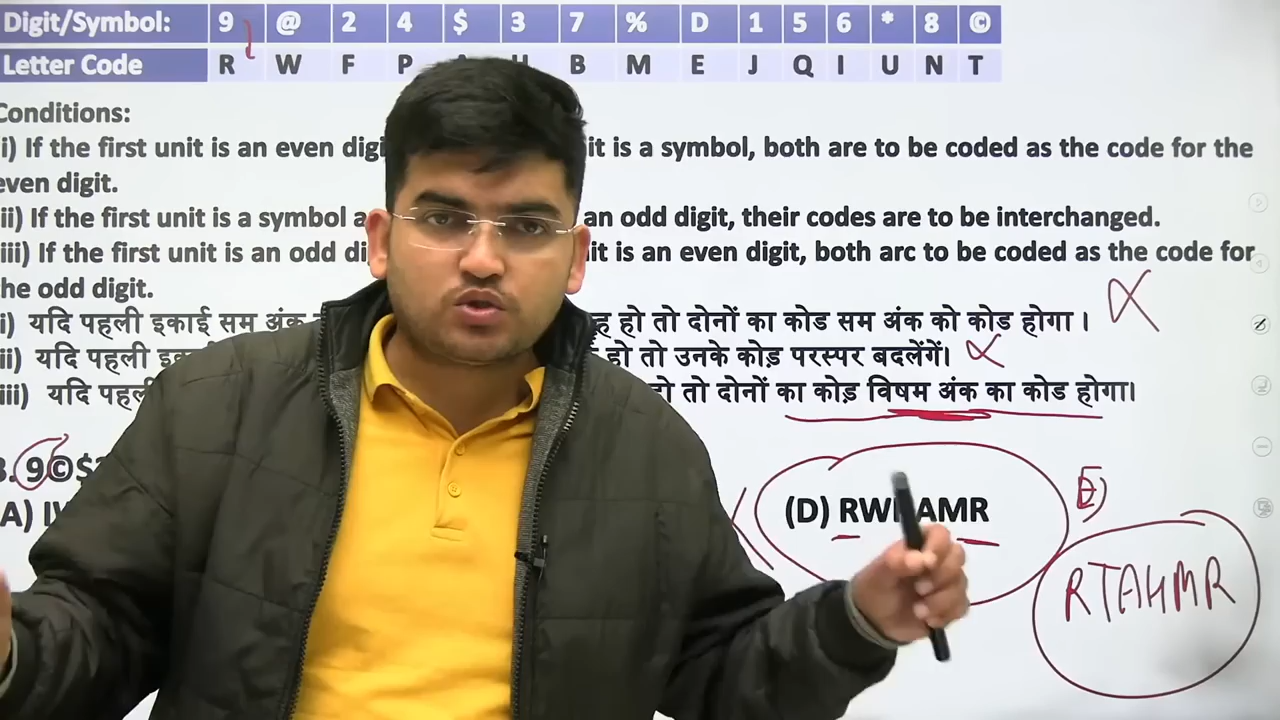 Digit/Symbol: 9 @ 2 4 $ 3 7 % D 1 5 6 * 8 ©
Letter Code R W F P A H B M E J Q I U N T
Conditions:
i) If the first unit is an even digi it is a symbol, both are to be coded as the code for the
even digit.
ii) If the first unit is a symbol a an odd digit, their codes are to be interchanged.
iii) If the first unit is an odd di it is an even digit, both arc to be coded as the code for
he odd digit.
i) यदि पहली इकाई सम अंक हो तो दोनों का कोड सम अंक को कोड होगा।
ii) यदि पहली हो तो उनके कोड़ परस्पर बदलेंगें।
iii) यदि तो दोनों का कोड़ विषम अंक का कोड होगा।
9©$
A) (D) AMR
E)
RTAHMR